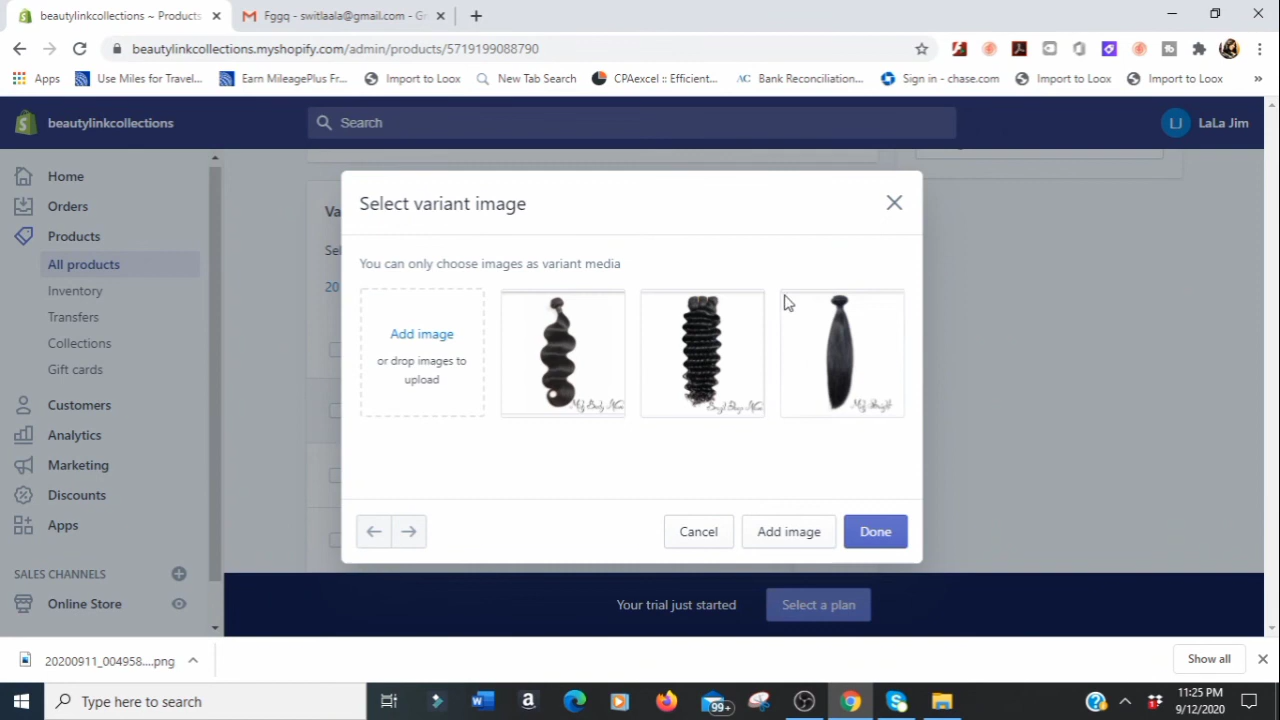 beautylinkcollections ~ Products
Fggq - switlaala@gmail.com - Gr
beautylinkcollections.myshopify.com/admin/products/5719199088790
Apps
Use Miles for Travel...
Earn MileagePlus Fr...
Import to Loox
New Tab Search
CPAexcel :: Efficient...
AC Bank Reconciliation...
Sign in - chase.com
Import to Loox
Import to Loox
»
beautylinkcollections
Search
LJ
LaLa Jim
Home
Orders
Products
All products
Inventory
Transfers
Collections
Gift cards
Customers
Analytics
Marketing
Discounts
Apps
SALES CHANNELS
Online Store
Va
Sel
20
Select variant image
You can only choose images as variant media
Add image
or drop images to
upload
Cancel
Add image
Done
Your trial just started
Select a plan
20200911_004958....png
Show all
Type here to search
99+
11:25 PM
9/12/2020